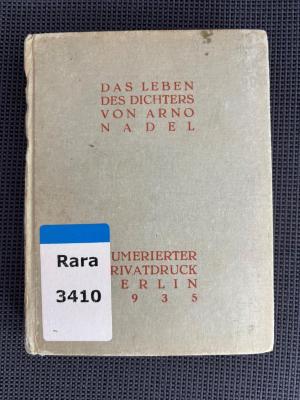 DAS LEBEN
DES DICHTERS
VON ARNO
NADEL
Rara
3410
UMERIERTER
RIVATDRUCK
ERLIN
935